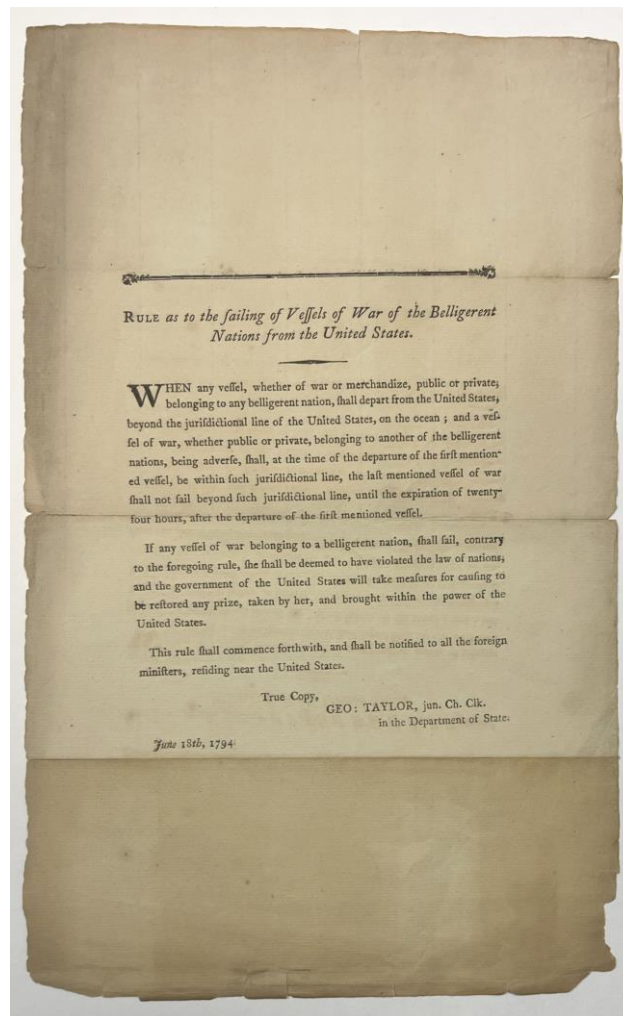 RULE as to the ſailing of Veſſels of War of the Belligerent
Nations from the United States.
WHEN any veſſel, whether of war or merchandize, public or private,
belonging to any belligerent nation, ſhall depart from the United States,
beyond the juriſdictional line of the United States, on the ocean ; and a veſ-
ſel of war, whether public or private, belonging to another of the belligerent
nations, being adverſe, ſhall, at the time of the departure of the firſt mention-
ed veſſel, be within ſuch juriſdictional line, the laſt mentioned veſſel of war
ſhall not ſail beyond ſuch juriſdictional line, until the expiration of twenty-
four hours, after the departure of the firſt mentioned veſſel.
If any veſſel of war belonging to a belligerent nation, ſhall ſail, contrary
to the foregoing rule, ſhe ſhall be deemed to have violated the law of nations,
and the government of the United States will take meaſures for cauſing to
be reſtored any prize, taken by her, and brought within the power of the
United States.
This rule ſhall commence forthwith, and ſhall be notified to all the foreign
miniſters, reſiding near the United States.
True Copy,
GEO: TAYLOR, jun. Ch. Clk.
in the Department of State.
June 18th, 1794